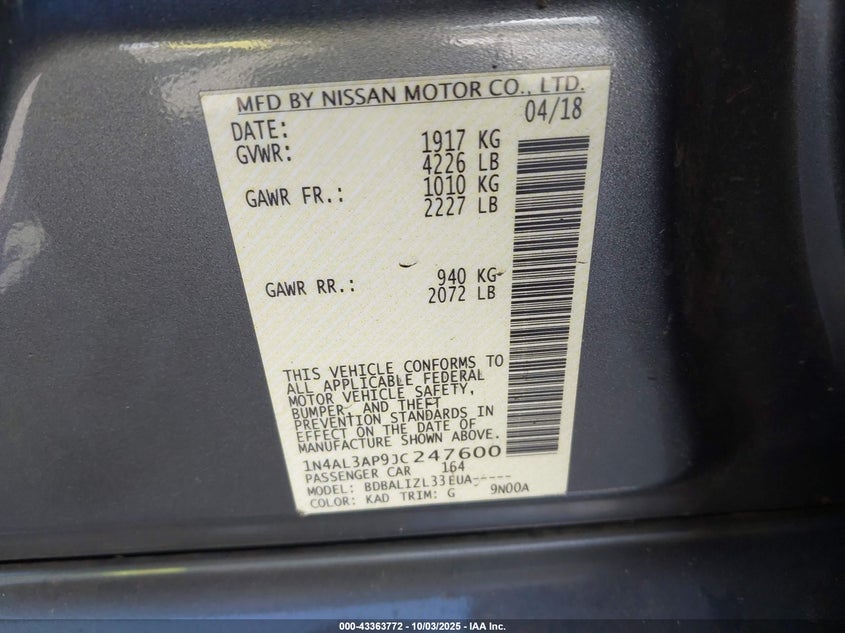 MFD BY NISSAN MOTOR CO., LTD.
DATE: 04/18
GVWR: 1917 KG
4226 LB
GAWR FR.: 1010 KG
2227 LB
GAWR RR.: 940 KG
2072 LB
THIS VEHICLE CONFORMS TO
ALL APPLICABLE FEDERAL
MOTOR VEHICLE SAFETY,
BUMPER, AND THEFT
PREVENTION STANDARDS IN
EFFECT ON THE DATE OF
MANUFACTURE SHOWN ABOVE.
1N4AL3AP9JC247600
PASSENGER CAR 164
MODEL: BDBALIZL33EUA-----
COLOR: KAD TRIM: G 9N00A
000-43363772 - 10/03/2025 - IAA Inc.